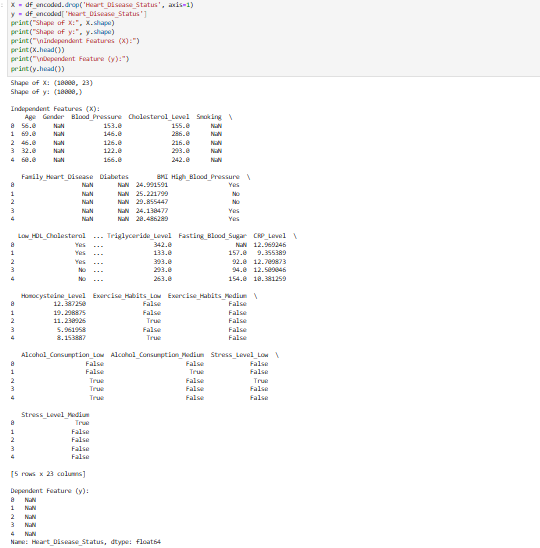 X = df_encoded.drop('Heart_Disease_Status', axis=1)
y = df_encoded['Heart_Disease_Status']
print("Shape of X:", X.shape)
print("Shape of y:", y.shape)
print("\nIndependent Features (X):")
print(X.head())
print("\nDependent Feature (y):")
print(y.head())
Shape of X: (10000, 23)
Shape of y: (10000,)
Independent Features (X):
Age Gender Blood_Pressure Cholesterol_Level Smoking \
0 56.0 NaN 153.0 155.0 NaN
1 69.0 NaN 146.0 286.0 NaN
2 46.0 NaN 126.0 216.0 NaN
3 32.0 NaN 122.0 293.0 NaN
4 60.0 NaN 166.0 242.0 NaN
Family_Heart_Disease Diabetes BMI High_Blood_Pressure \
0 NaN NaN 24.991591 Yes
1 NaN NaN 25.221799 No
2 NaN NaN 29.855447 No
3 NaN NaN 24.130477 Yes
4 NaN NaN 20.486289 Yes
Low_HDL_Cholesterol ... Triglyceride_Level Fasting_Blood_Sugar CRP_Level \
0 Yes ... 342.0 NaN 12.969246
1 Yes ... 133.0 157.0 9.355389
2 Yes ... 393.0 92.0 12.709873
3 No ... 293.0 94.0 12.509046
4 No ... 263.0 154.0 10.381259
Homocysteine_Level Exercise_Habits_Low Exercise_Habits_Medium \
0 12.387250 False False
1 19.298875 False False
2 11.230926 True False
3 5.961958 False False
4 8.153887 True False
Alcohol_Consumption_Low Alcohol_Consumption_Medium Stress_Level_Low \
0 False False False
1 False True False
2 True False True
3 True False False
4 True False False
Stress_Level_Medium
0 True
1 False
2 False
3 False
4 False
[5 rows x 23 columns]
Dependent Feature (y):
0 NaN
1 NaN
2 NaN
3 NaN
4 NaN
Name: Heart_Disease_Status, dtype: float64